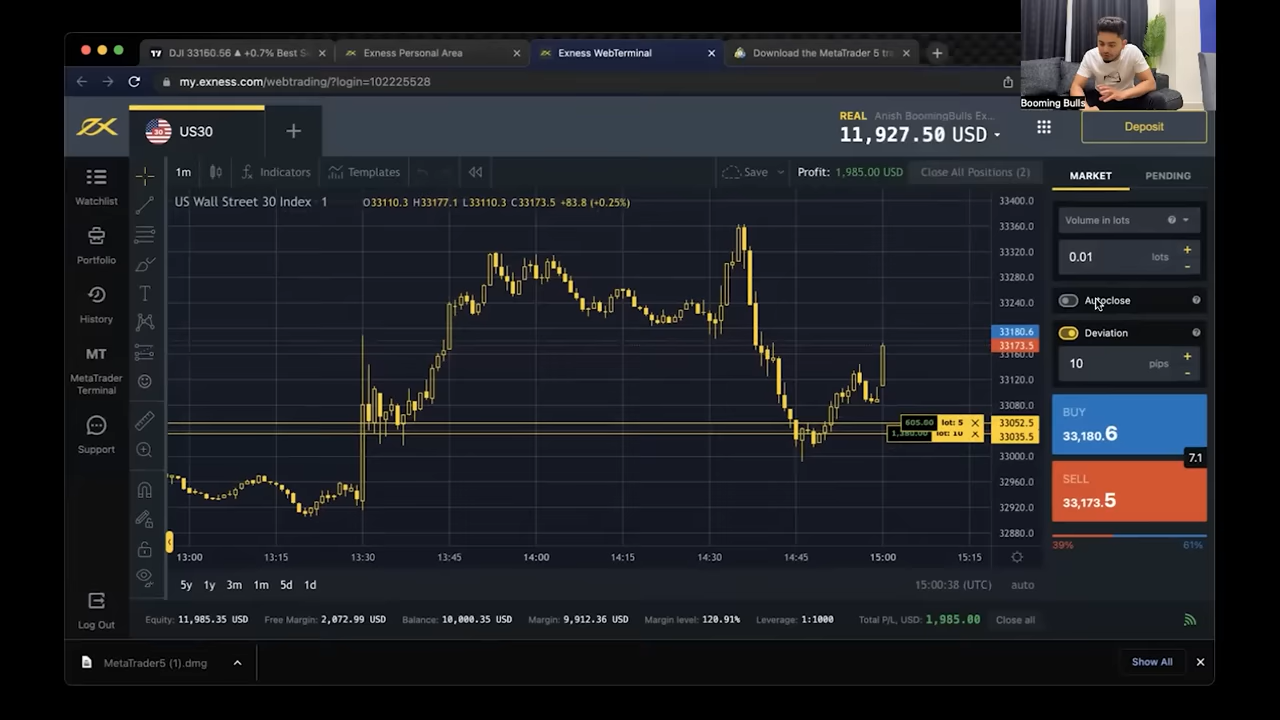 DJI 33160.56 ▲ +0.7% Best S
Exness Personal Area
Exness WebTerminal
Download the MetaTrader 5 tra
my.exness.com/webtrading/?login=102225528
Booming Bulls
30
US30
REAL Anish BoomingBulls Ex...
11,927.50 USD
Deposit
Watchlist
Portfolio
History
MT
MetaTrader
Terminal
Support
Log Out
1m
Indicators
Templates
Save
Profit: 1,985.00 USD
Close All Positions (2)
US Wall Street 30 Index 1 O33110.3 H33177.1 L33110.3 C33173.5 +83.8 (+0.25%)
33400.0
33360.0
33320.0
33280.0
33240.0
33180.6
33173.5
33160.0
33120.0
33080.0
605.00 lot: 5 33052.5
1,380.00 lot: 10 33035.5
33000.0
32960.0
32920.0
32880.0
13:00 13:15 13:30 13:45 14:00 14:15 14:30 14:45 15:00 15:15
5y 1y 3m 1m 5d 1d
15:00:38 (UTC) auto
Equity: 11,985.35 USD Free Margin: 2,072.99 USD Balance: 10,000.35 USD Margin: 9,912.36 USD Margin level: 120.91% Leverage: 1:1000 Total P/L, USD: 1,985.00 Close all
MARKET PENDING
Volume in lots
0.01 lots
Autoclose
Deviation
10 pips
BUY
33,180.6
7.1
SELL
33,173.5
39% 61%
MetaTrader5 (1).dmg
Show All